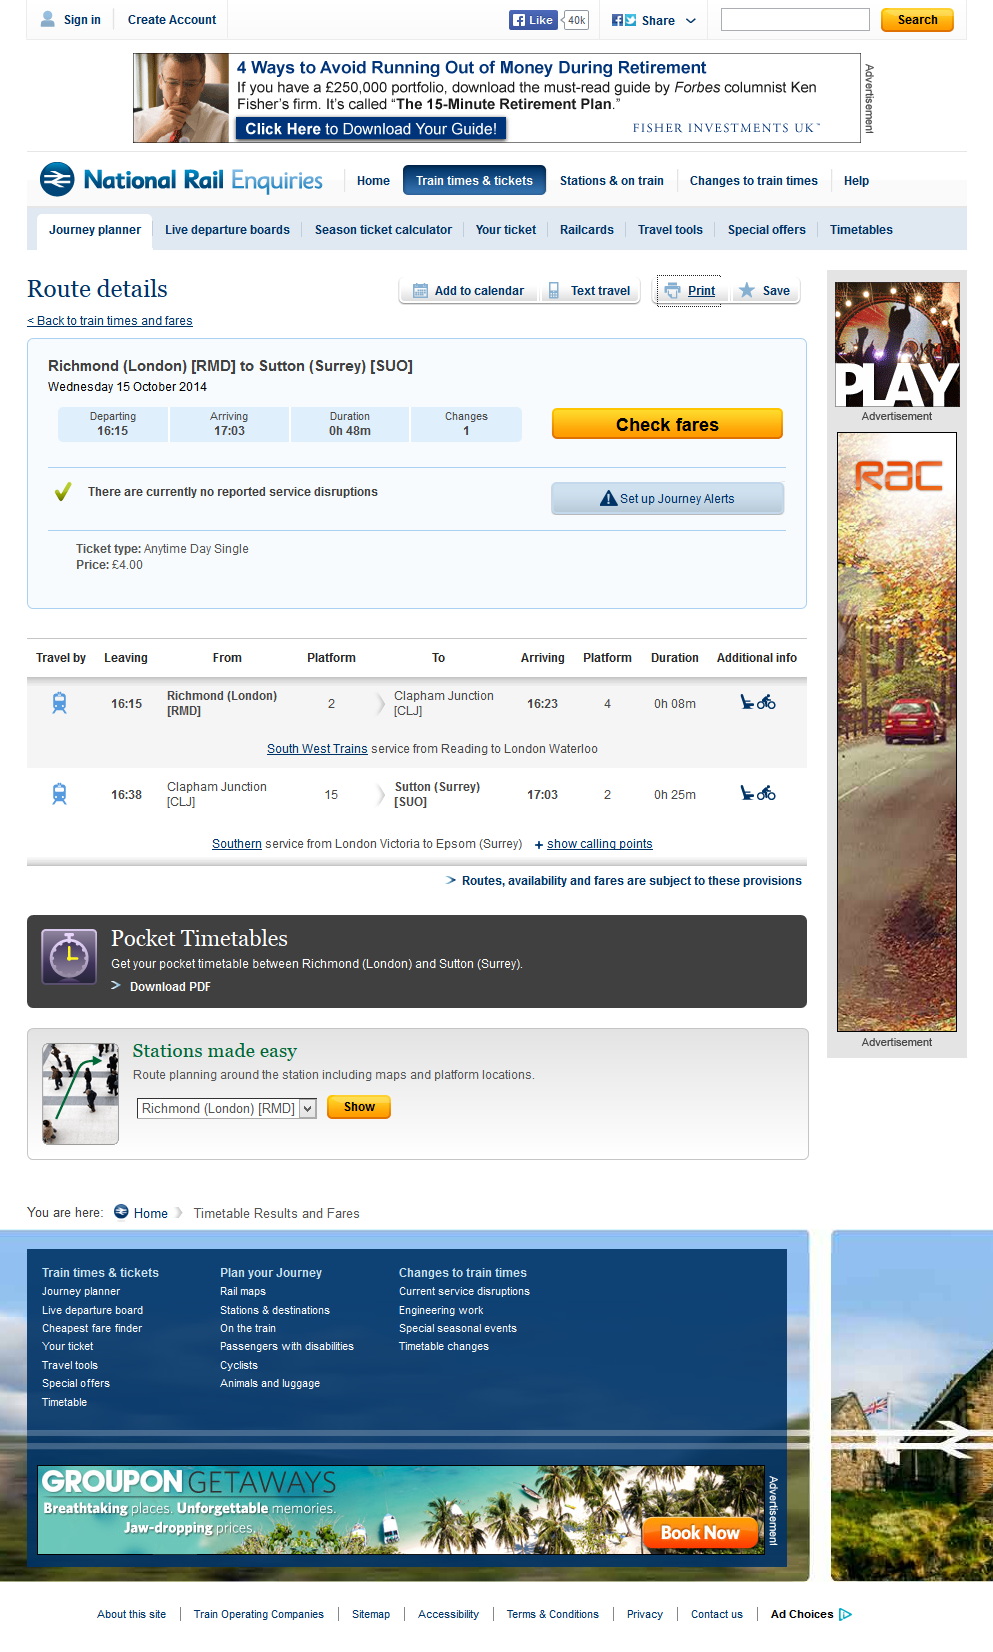 Sign in
Create Account
Like
40k
Share
Search
4 Ways to Avoid Running Out of Money During Retirement
If you have a £250,000 portfolio, download the must-read guide by Forbes columnist Ken
Fisher's firm. It's called “The 15-Minute Retirement Plan.”
Click Here to Download Your Guide!
FISHER INVESTMENTS UK™
Advertisement
National Rail Enquiries
Home
Train times & tickets
Stations & on train
Changes to train times
Help
Journey planner
Live departure boards
Season ticket calculator
Your ticket
Railcards
Travel tools
Special offers
Timetables
Route details
Add to calendar
Text travel
Print
Save
< Back to train times and fares
Richmond (London) [RMD] to Sutton (Surrey) [SUO]
Wednesday 15 October 2014
Departing
16:15
Arriving
17:03
Duration
0h 48m
Changes
1
Check fares
There are currently no reported service disruptions
Set up Journey Alerts
Ticket type: Anytime Day Single
Price: £4.00
PLAY
Advertisement
RAC
Advertisement
Travel by Leaving From Platform To Arriving Platform Duration Additional info
16:15 Richmond (London) [RMD] 2 Clapham Junction [CLJ] 16:23 4 0h 08m
South West Trains service from Reading to London Waterloo
16:38 Clapham Junction [CLJ] 15 Sutton (Surrey) [SUO] 17:03 2 0h 25m
Southern service from London Victoria to Epsom (Surrey) + show calling points
> Routes, availability and fares are subject to these provisions
Pocket Timetables
Get your pocket timetable between Richmond (London) and Sutton (Surrey).
> Download PDF
Stations made easy
Route planning around the station including maps and platform locations.
Richmond (London) [RMD]
Show
You are here: Home Timetable Results and Fares
Train times & tickets
Journey planner
Live departure board
Cheapest fare finder
Your ticket
Travel tools
Special offers
Timetable
Plan your Journey
Rail maps
Stations & destinations
On the train
Passengers with disabilities
Cyclists
Animals and luggage
Changes to train times
Current service disruptions
Engineering work
Special seasonal events
Timetable changes
GROUPON GETAWAYS
Breathtaking places. Unforgettable memories.
Jaw-dropping prices.
Book Now
Advertisement
About this site
Train Operating Companies
Sitemap
Accessibility
Terms & Conditions
Privacy
Contact us
Ad Choices